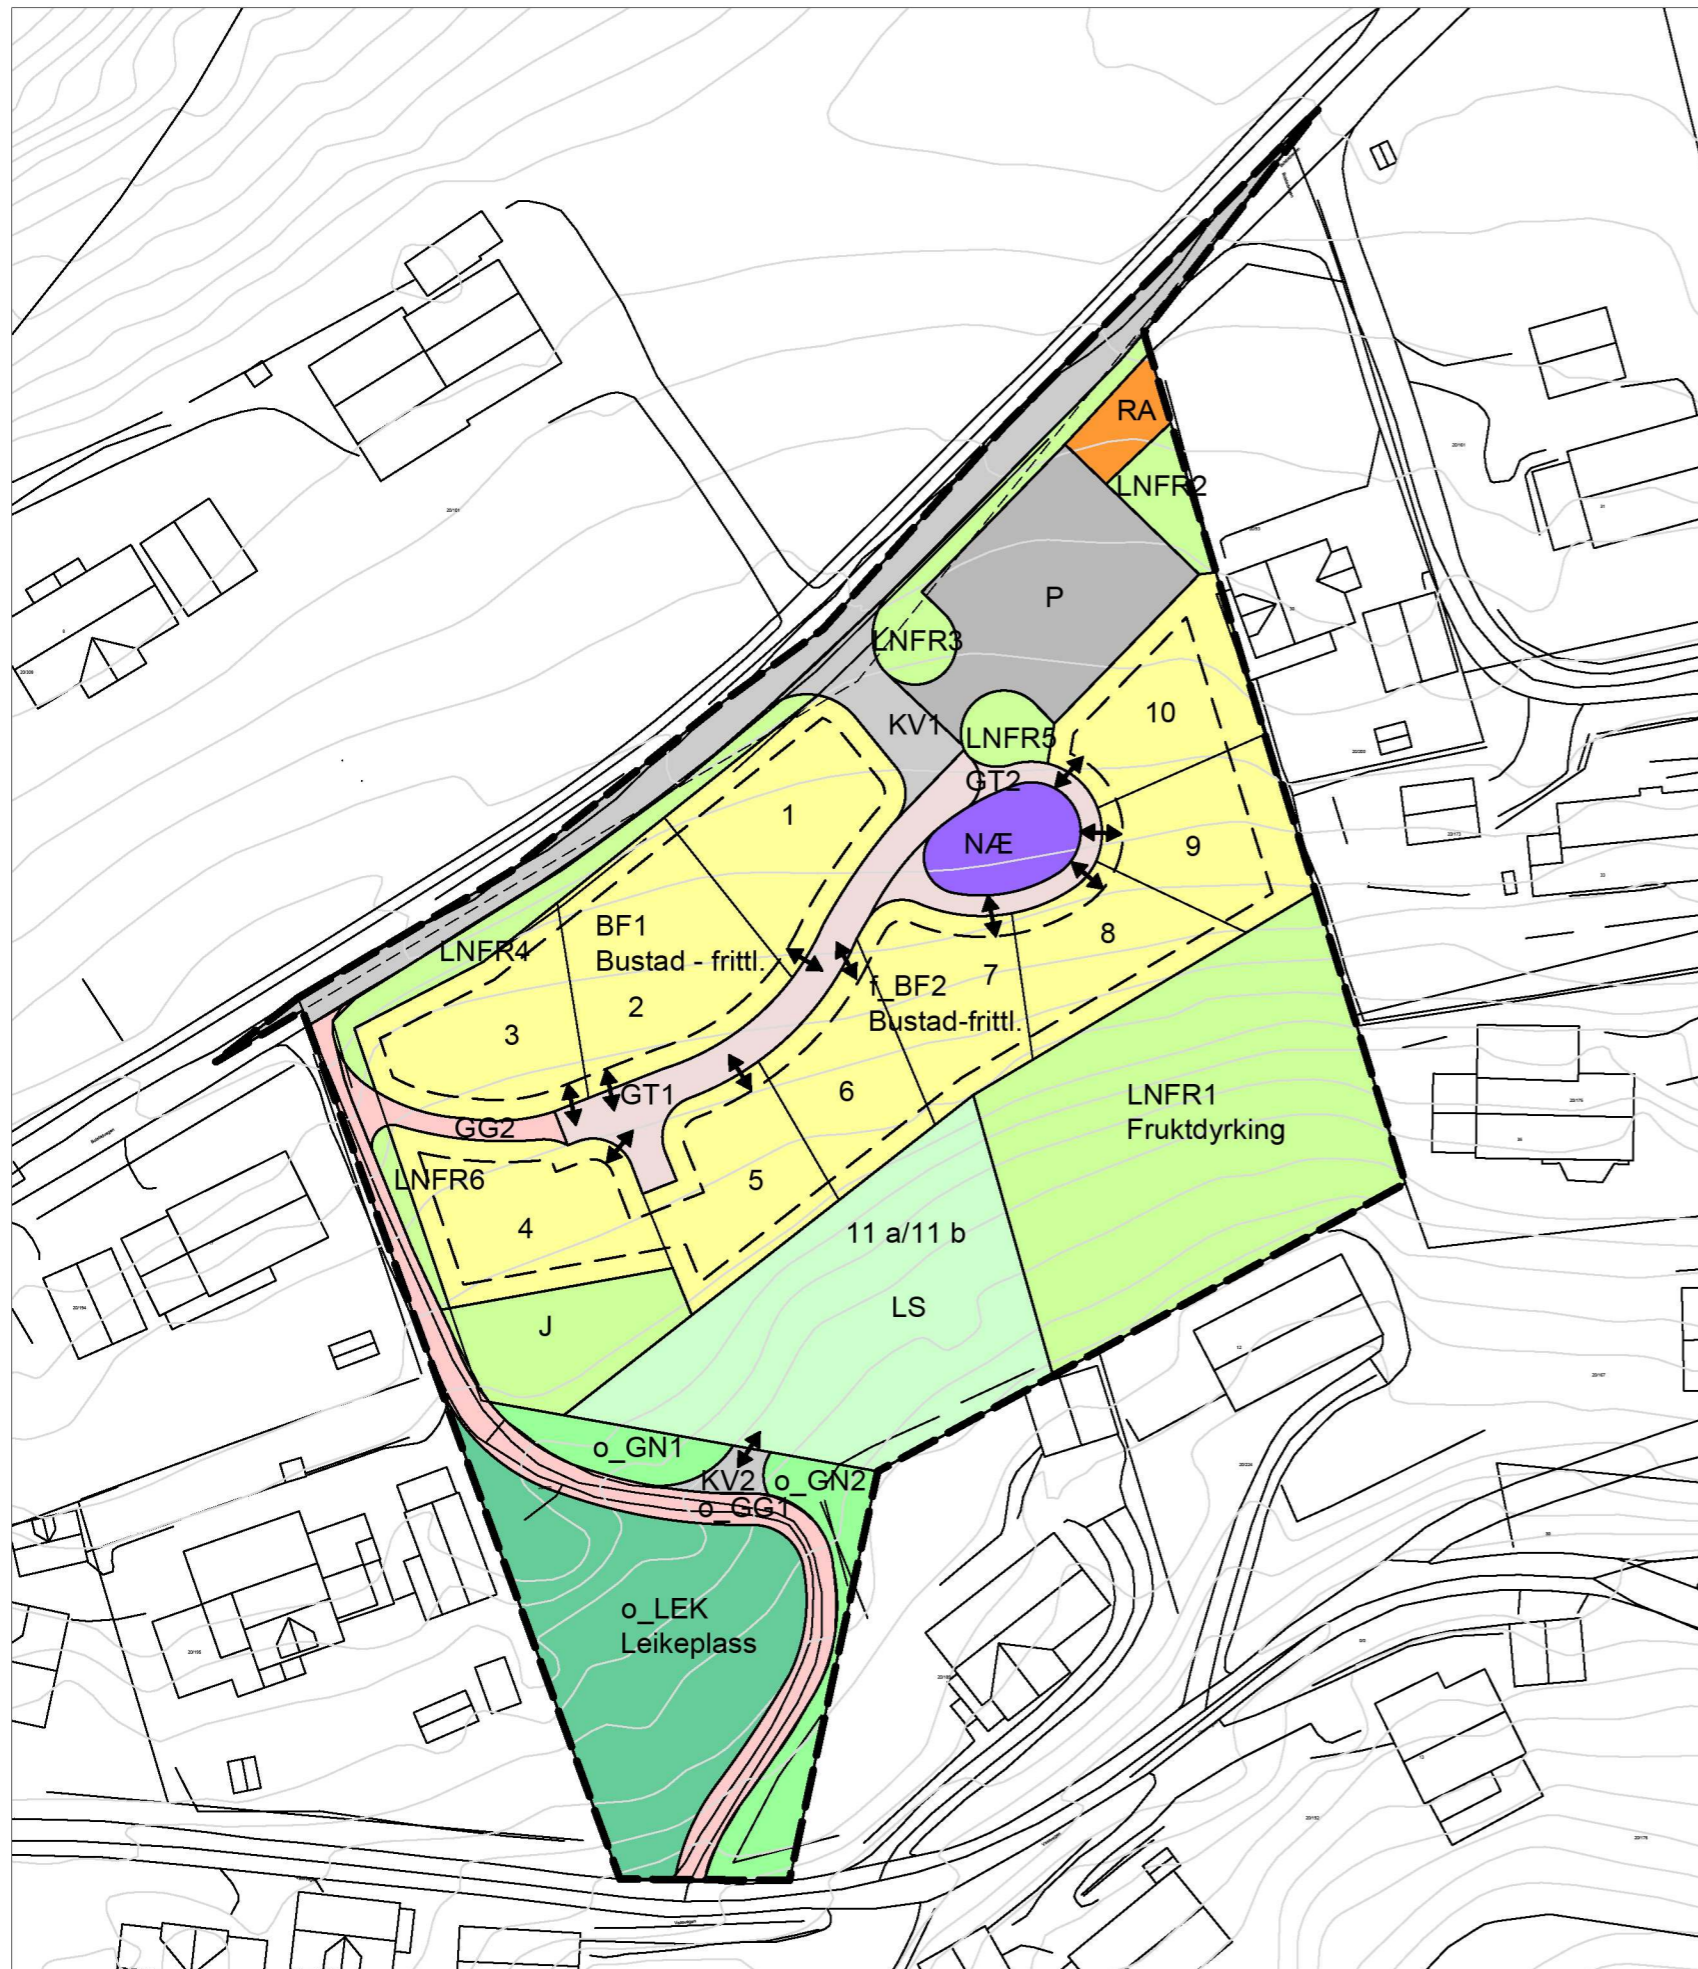 RA
LNFR2
P
LNFR3
10
KV1
LNFR5
GT2
1
NÆ
9
BF1
Bustad - frittl.
LNFR4
8
7
f_BF2
Bustad-frittl.
2
3
GT1
6
LNFR1
Fruktdyrking
GG2
LNFR6
5
4
11 a/11 b
LS
J
o_GN1
KV2
o_GN2
o_GG1
o_LEK
Leikeplass